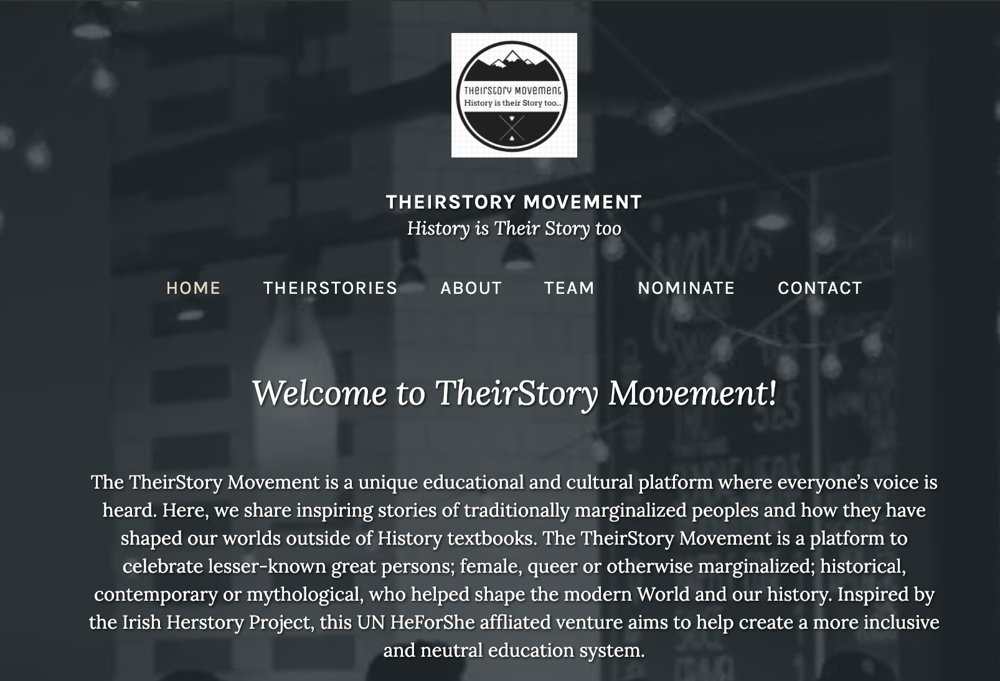 THEIRSTORY MOVEMENT
History is their Story too...
THEIRSTORY MOVEMENT
History is Their Story too
HOME THEIRSTORIES ABOUT TEAM NOMINATE CONTACT
Welcome to TheirStory Movement!
The TheirStory Movement is a unique educational and cultural platform where everyone’s voice is
heard. Here, we share inspiring stories of traditionally marginalized peoples and how they have
shaped our worlds outside of History textbooks. The TheirStory Movement is a platform to
celebrate lesser-known great persons; female, queer or otherwise marginalized; historical,
contemporary or mythological, who helped shape the modern World and our history. Inspired by
the Irish Herstory Project, this UN HeForShe affliated venture aims to help create a more inclusive
and neutral education system.